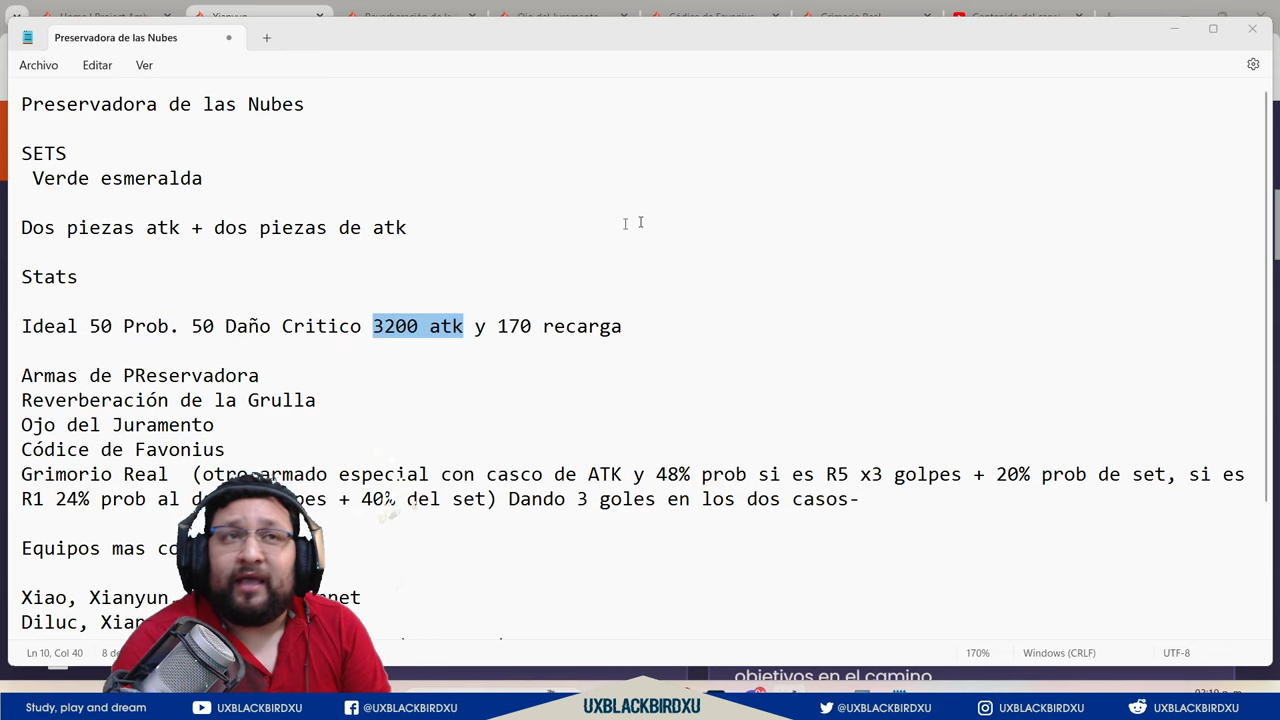 Xianyun
Preservadora de las Nubes
Archivo Editar Ver
Preservadora de las Nubes
SETS
Verde esmeralda
Dos piezas atk + dos piezas de atk
Stats
Ideal 50 Prob. 50 Daño Critico 3200 atk y 170 recarga
Armas de PReservadora
Reverberación de la Grulla
Ojo del Juramento
Códice de Favonius
Grimorio Real (otro armado especial con casco de ATK y 48% prob si es R5 x3 golpes + 20% prob de set, si es
R1 24% prob al + 40% del set) Dando 3 goles en los dos casos-
Equipos mas
Xiao, Xianyun,
Diluc,
Ln 10, Col 40
170% Windows (CRLF) UTF-8
objetivos en el camino
Study, play and dream UXBLACKBIRDXU @UXBLACKBIRDXU UXBLACKBIRDXU @UXBLACKBIRDXU UXBLACKBIRDXU UXBLACKBIRDXU